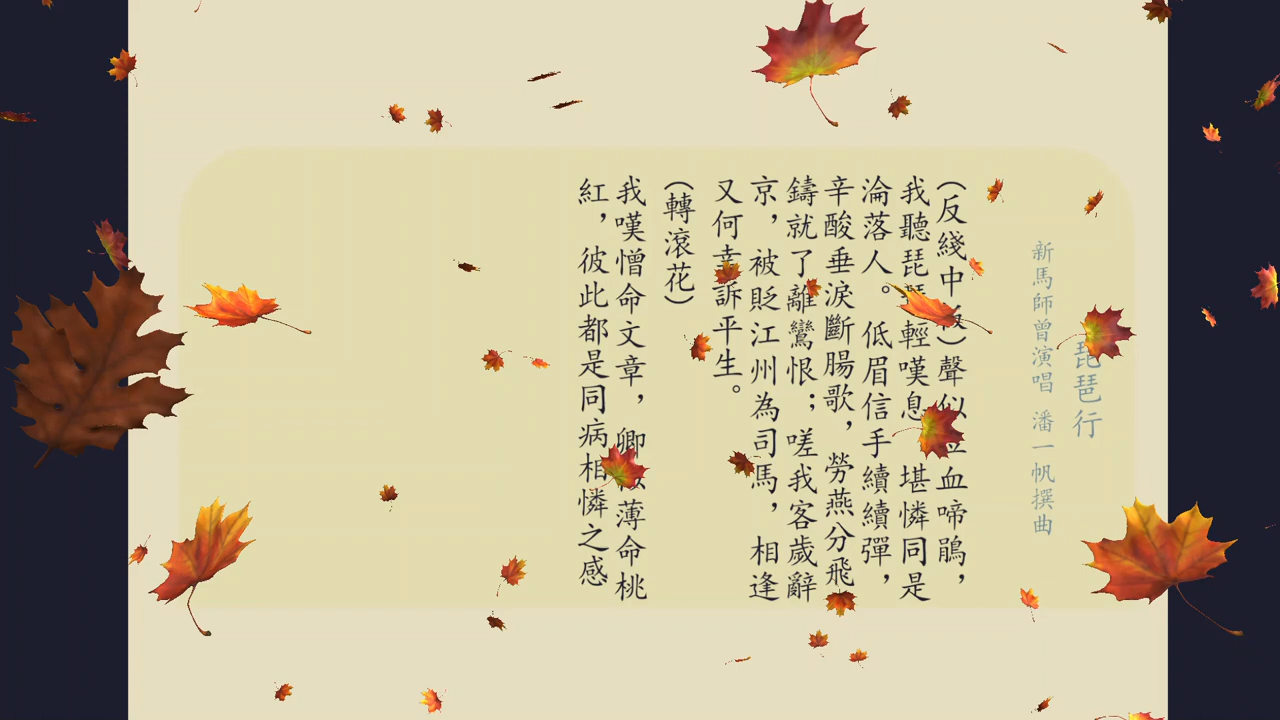 琵琶行
新馬師曾演唱 潘一帆撰曲
(反綫中)聲似血啼鵑，
我聽琵琶輕嘆息堪憐同是
淪落人。低眉信手續續彈，
辛酸垂淚斷腸歌，勞燕分飛
鑄就了離鸞恨；嗟我客歲辭
京，被貶江州為司馬，相逢
又何幸訴平生。
(轉滾花)
我嘆憎命文章，卿薄命桃
紅，彼此都是同病相憐之感